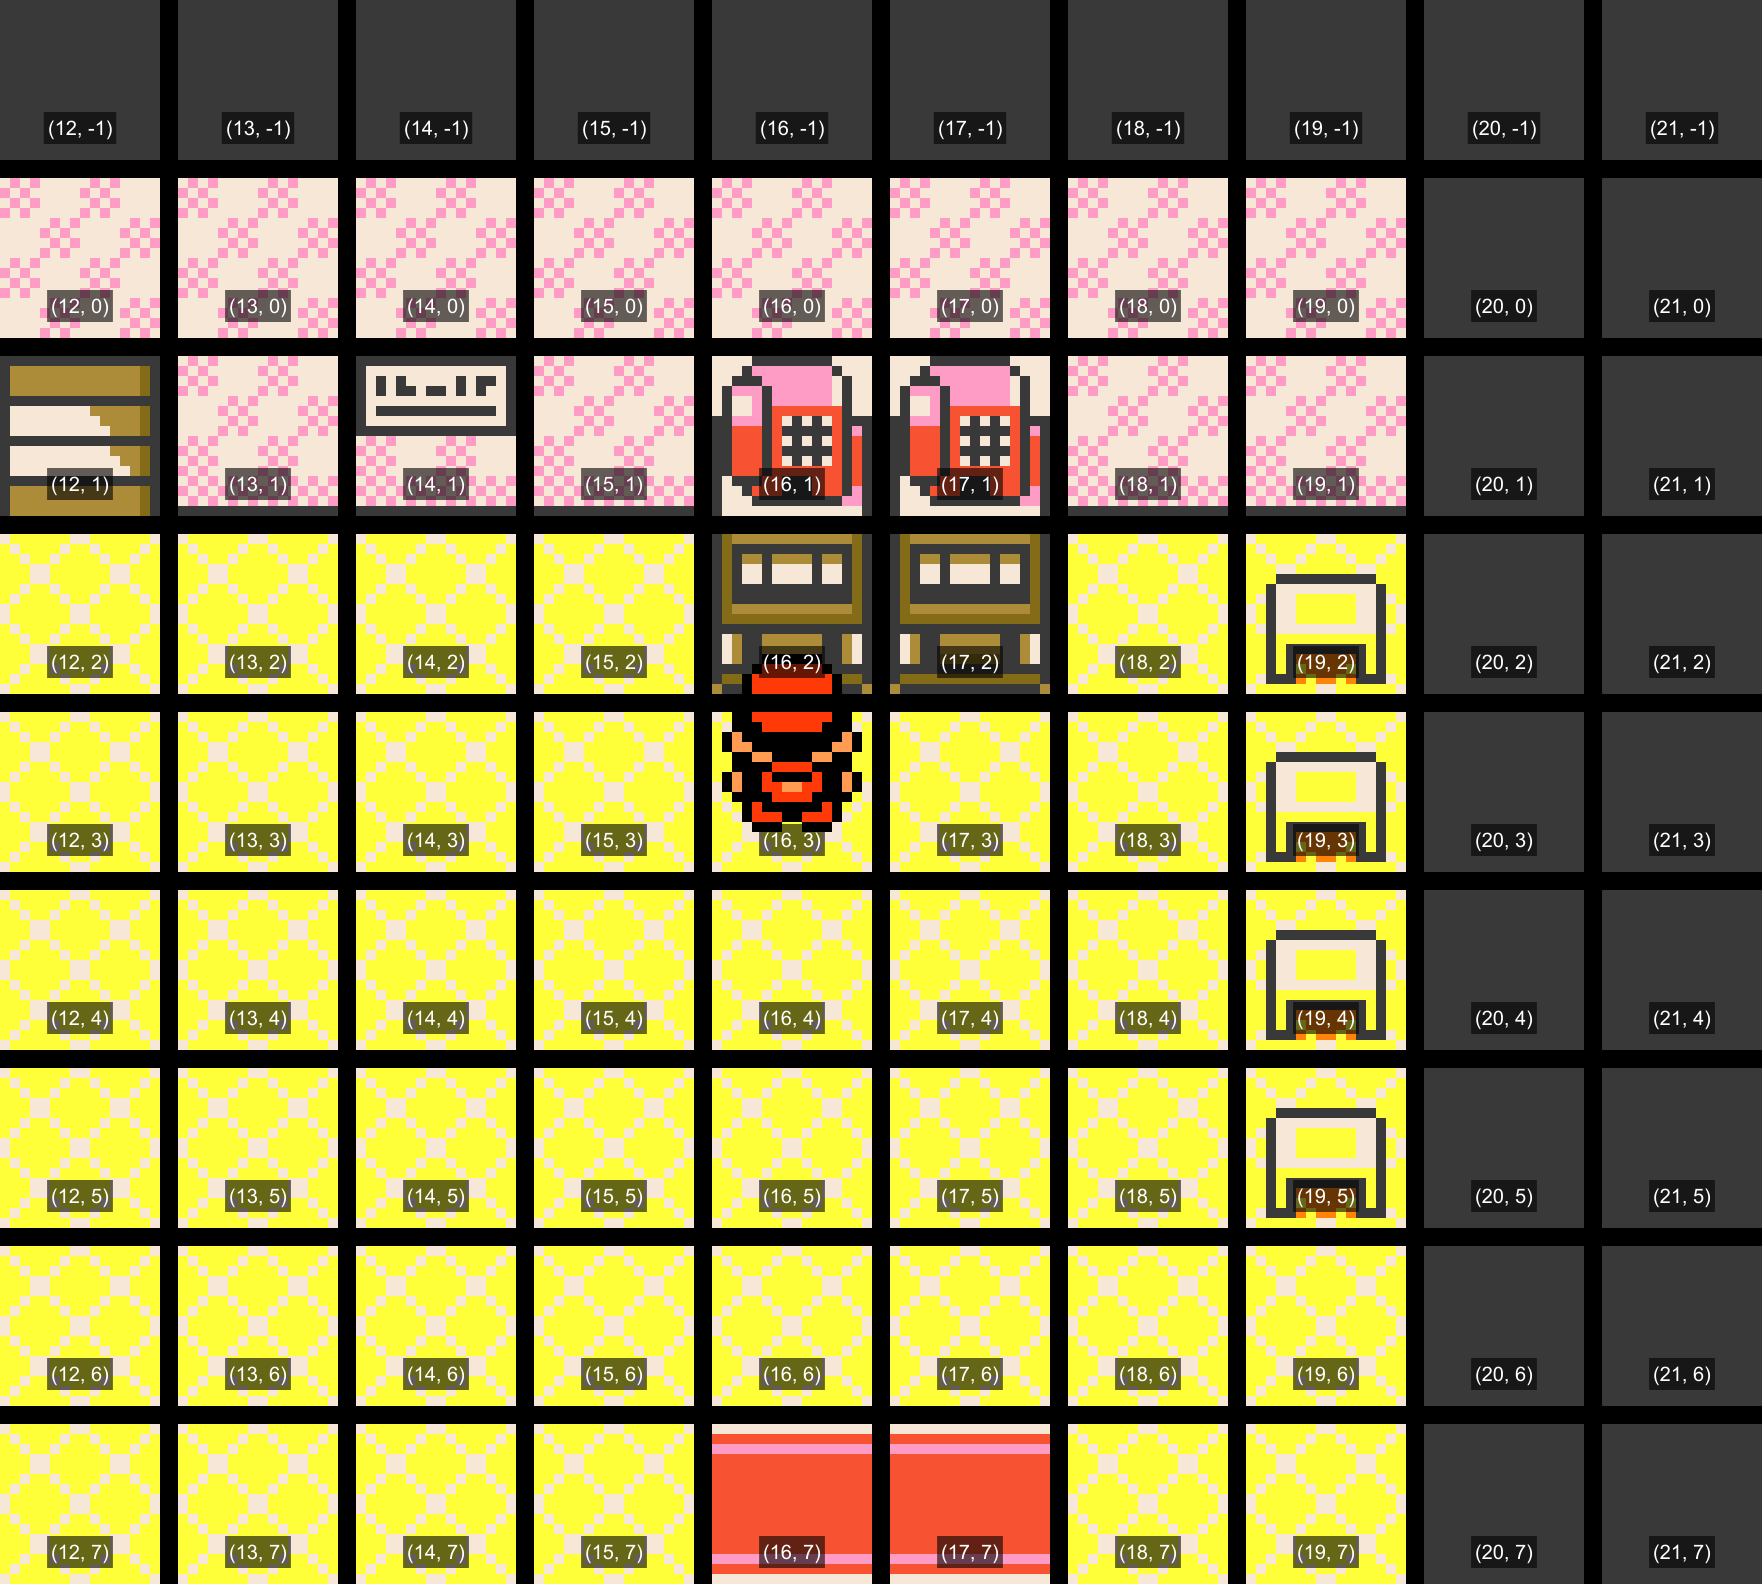 (12, -1) (13, -1) (14, -1) (15, -1) (16, -1) (17, -1) (18, -1) (19, -1) (20, -1) (21, -1)
(12, 0) (13, 0) (14, 0) (15, 0) (16, 0) (17, 0) (18, 0) (19, 0) (20, 0) (21, 0)
(12, 1) (13, 1) (14, 1) (15, 1) (16, 1) (17, 1) (18, 1) (19, 1) (20, 1) (21, 1)
(12, 2) (13, 2) (14, 2) (15, 2) (16, 2) (17, 2) (18, 2) (19, 2) (20, 2) (21, 2)
(12, 3) (13, 3) (14, 3) (15, 3) (16, 3) (17, 3) (18, 3) (19, 3) (20, 3) (21, 3)
(12, 4) (13, 4) (14, 4) (15, 4) (16, 4) (17, 4) (18, 4) (19, 4) (20, 4) (21, 4)
(12, 5) (13, 5) (14, 5) (15, 5) (16, 5) (17, 5) (18, 5) (19, 5) (20, 5) (21, 5)
(12, 6) (13, 6) (14, 6) (15, 6) (16, 6) (17, 6) (18, 6) (19, 6) (20, 6) (21, 6)
(12, 7) (13, 7) (14, 7) (15, 7) (16, 7) (17, 7) (18, 7) (19, 7) (20, 7) (21, 7)